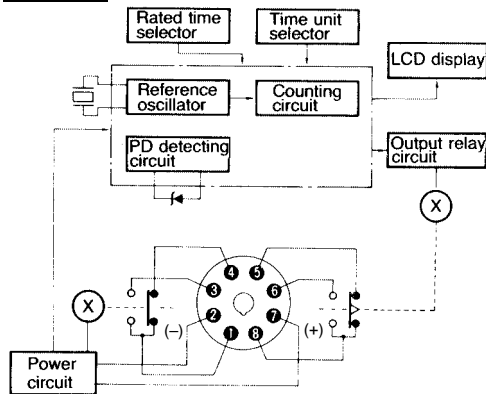 Rated time
selector
Time unit
selector
LCD display
Reference
oscillator
Counting
circuit
PD detecting
circuit
Output relay
circuit
X
4
5
3
6
X
2
7
(−)
1
8
(+)
Power
circuit